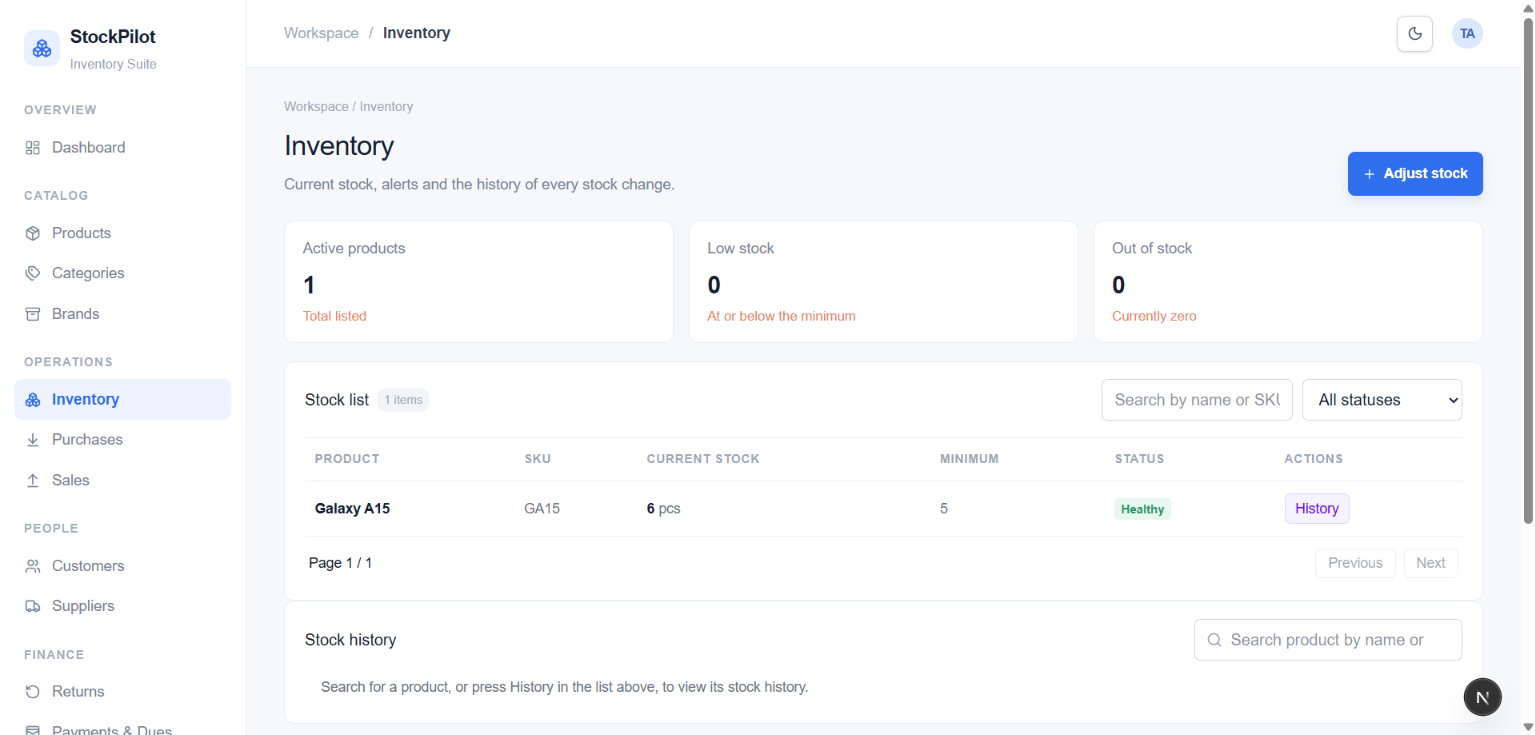 StockPilot
Inventory Suite
OVERVIEW
Dashboard
CATALOG
Products
Categories
Brands
OPERATIONS
Inventory
Purchases
Sales
PEOPLE
Customers
Suppliers
FINANCE
Returns
Payments & Dues
Workspace / Inventory
TA
Workspace / Inventory
Inventory
Current stock, alerts and the history of every stock change.
+ Adjust stock
Active products
1
Total listed
Low stock
0
At or below the minimum
Out of stock
0
Currently zero
Stock list 1 items
Search by name or SKU
All statuses
PRODUCT SKU CURRENT STOCK MINIMUM STATUS ACTIONS
Galaxy A15 GA15 6 pcs 5 Healthy History
Page 1 / 1
Previous Next
Stock history
Search product by name or
Search for a product, or press History in the list above, to view its stock history.
N